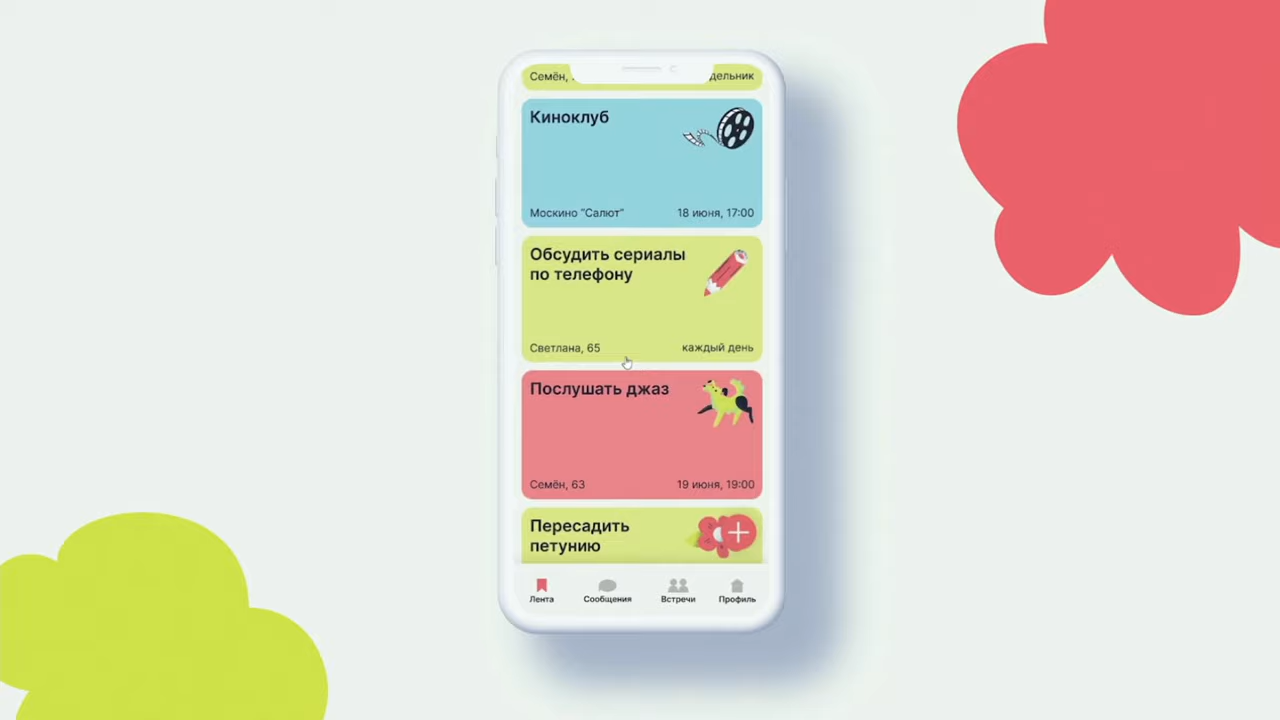 Семён,
дельник
Киноклуб
Москино "Салют"
18 июня, 17:00
Обсудить сериалы
по телефону
Светлана, 65
каждый день
Послушать джаз
Семён, 63
19 июня, 19:00
Пересадить
петунию
Лента
Сообщения
Встречи
Профиль